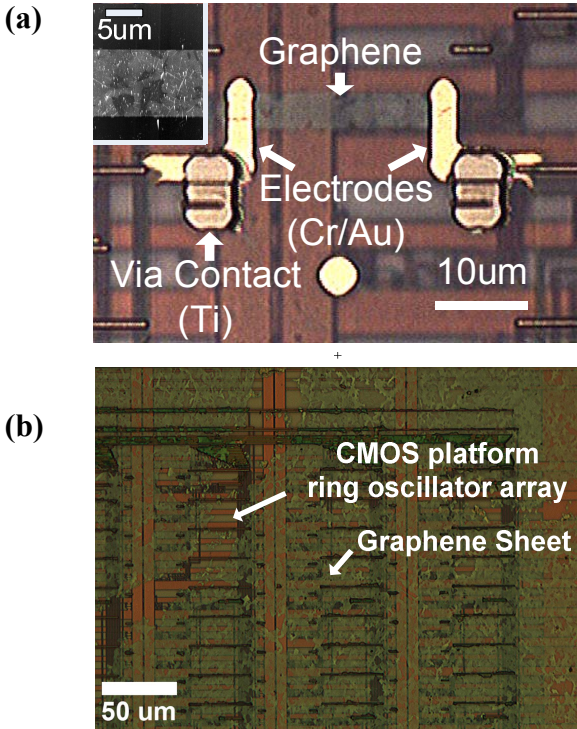 (a)
5um
Graphene
Electrodes
(Cr/Au)
Via Contact
(Ti)
10um
+
(b)
CMOS platform
ring oscillator array
Graphene Sheet
50 um